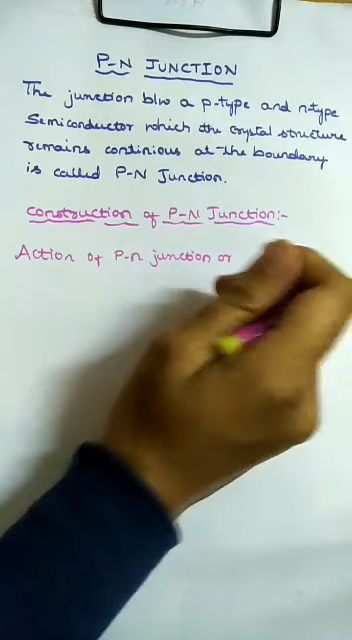 P-N JUNCTION
The junction blw a p-type and n-type
Semiconductor which the crystal structure
remains continious at the boundary
is called P-N Junction.
Construction of P-N Junction:-
Action of P-n junction or